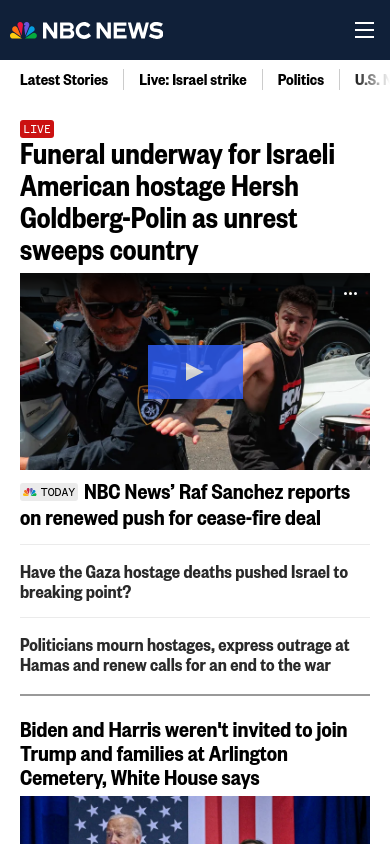 NBC NEWS
Latest Stories
Live: Israel strike
Politics
U.S.
LIVE
Funeral underway for Israeli
American hostage Hersh
Goldberg-Polin as unrest
sweeps country
TODAY NBC News’ Raf Sanchez reports
on renewed push for cease-fire deal
Have the Gaza hostage deaths pushed Israel to
breaking point?
Politicians mourn hostages, express outrage at
Hamas and renew calls for an end to the war
Biden and Harris weren't invited to join
Trump and families at Arlington
Cemetery, White House says